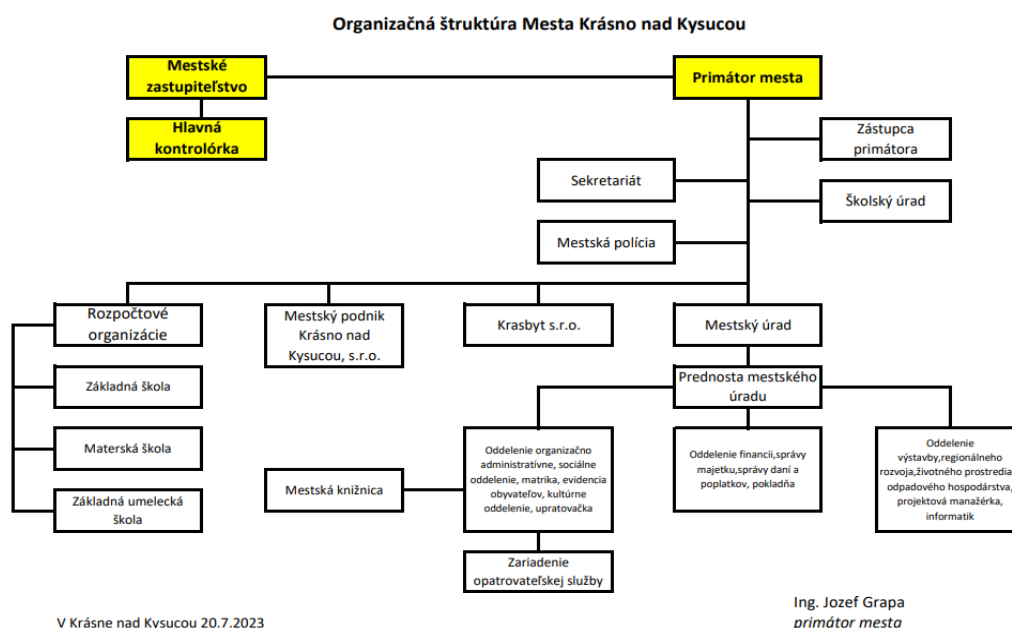 Organizačná štruktúra Mesta Krásno nad Kysucou
Mestské
zastupiteľstvo
Primátor mesta
Hlavná
kontrolórka
Zástupca
primátora
Sekretariát
Školský úrad
Mestská polícia
Rozpočtové
organizácie
Mestský podnik
Krásno nad
Kysucou, s.r.o.
Krasbyt s.r.o.
Mestský úrad
Základná škola
Prednosta mestského
úradu
Materská škola
Základná umelecká
škola
Mestská knižnica
Oddelenie organizačno
administratívne, sociálne
oddelenie, matrika, evidencia
obyvateľov, kultúrne
oddelenie, upratovačka
Oddelenie financii,správy
majetku,správy daní a
poplatkov, pokladňa
Oddelenie
výstavby,regionálneho
rozvoja,životného prostredia,
odpadového hospodárstva,
projektová manažérka,
informatik
Zariadenie
opatrovateľskej služby
Ing. Jozef Grapa
primátor mesta
V Krásne nad Kysucou 20.7.2023